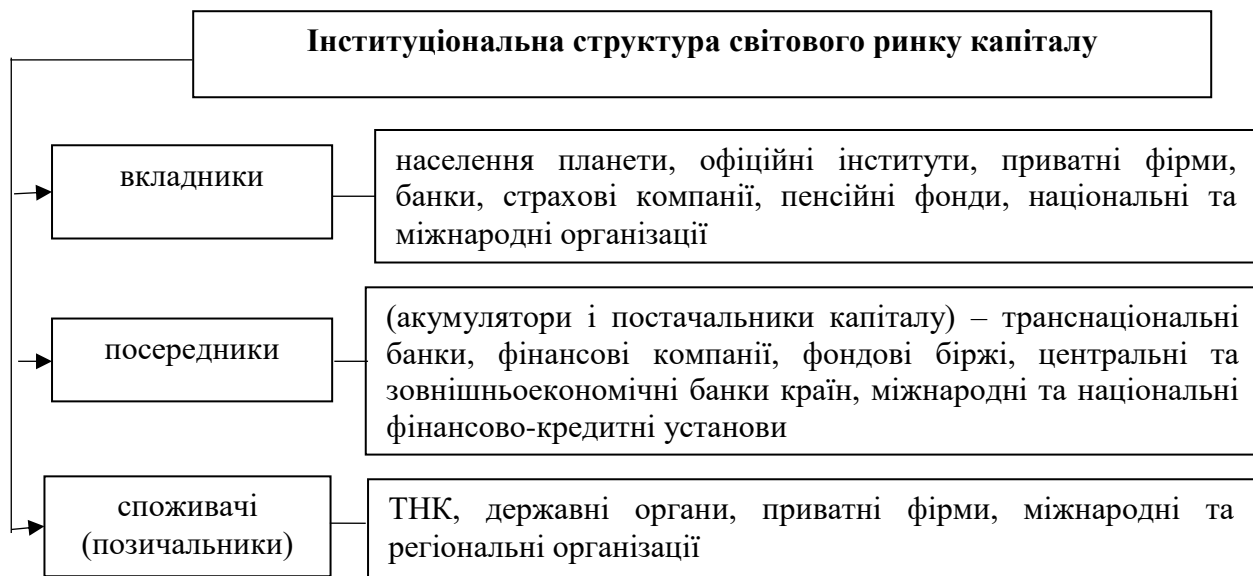 Інституціональна структура світового ринку капіталу
вкладники
населення планети, офіційні інститути, приватні фірми,
банки, страхові компанії, пенсійні фонди, національні та
міжнародні організації
посередники
(акумулятори і постачальники капіталу) – транснаціональні
банки, фінансові компанії, фондові біржі, центральні та
зовнішньоекономічні банки країн, міжнародні та національні
фінансово-кредитні установи
споживачі
(позичальники)
ТНК, державні органи, приватні фірми, міжнародні та
регіональні організації